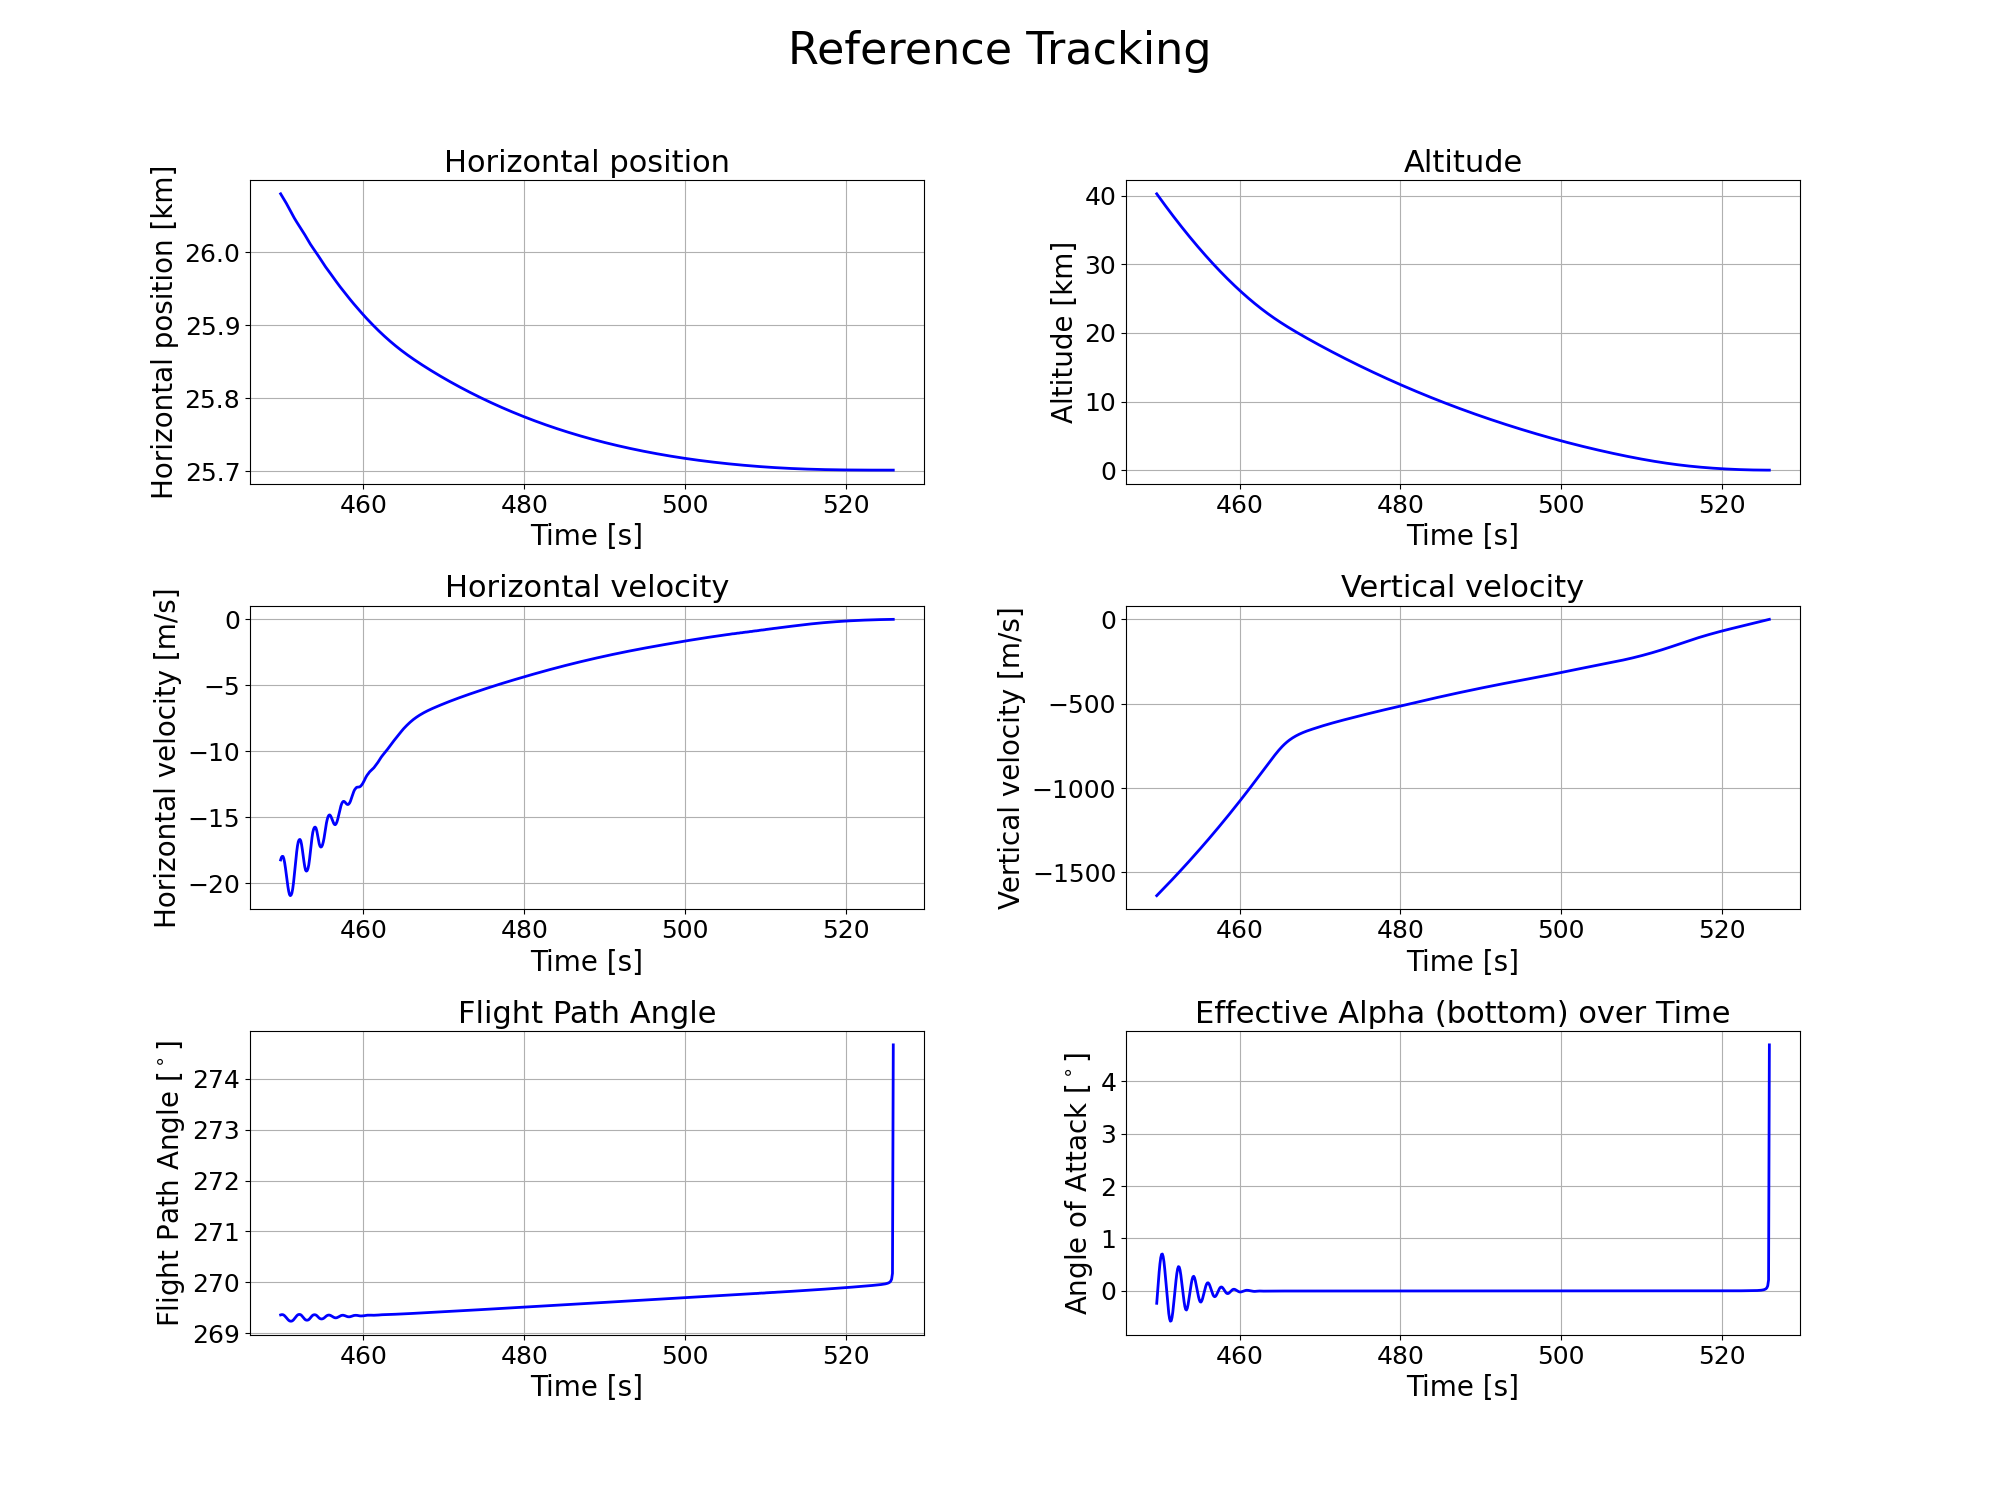 Reference Tracking
Horizontal position
Horizontal position [km]
26.0
25.9
25.8
25.7
460 480 500 520
Time [s]
Altitude
Altitude [km]
40
30
20
10
0
460 480 500 520
Time [s]
Horizontal velocity
Horizontal velocity [m/s]
0
−5
−10
−15
−20
460 480 500 520
Time [s]
Vertical velocity
Vertical velocity [m/s]
0
−500
−1000
−1500
460 480 500 520
Time [s]
Flight Path Angle
Flight Path Angle [°]
274
273
272
271
270
269
460 480 500 520
Time [s]
Effective Alpha (bottom) over Time
Angle of Attack [°]
4
3
2
1
0
460 480 500 520
Time [s]